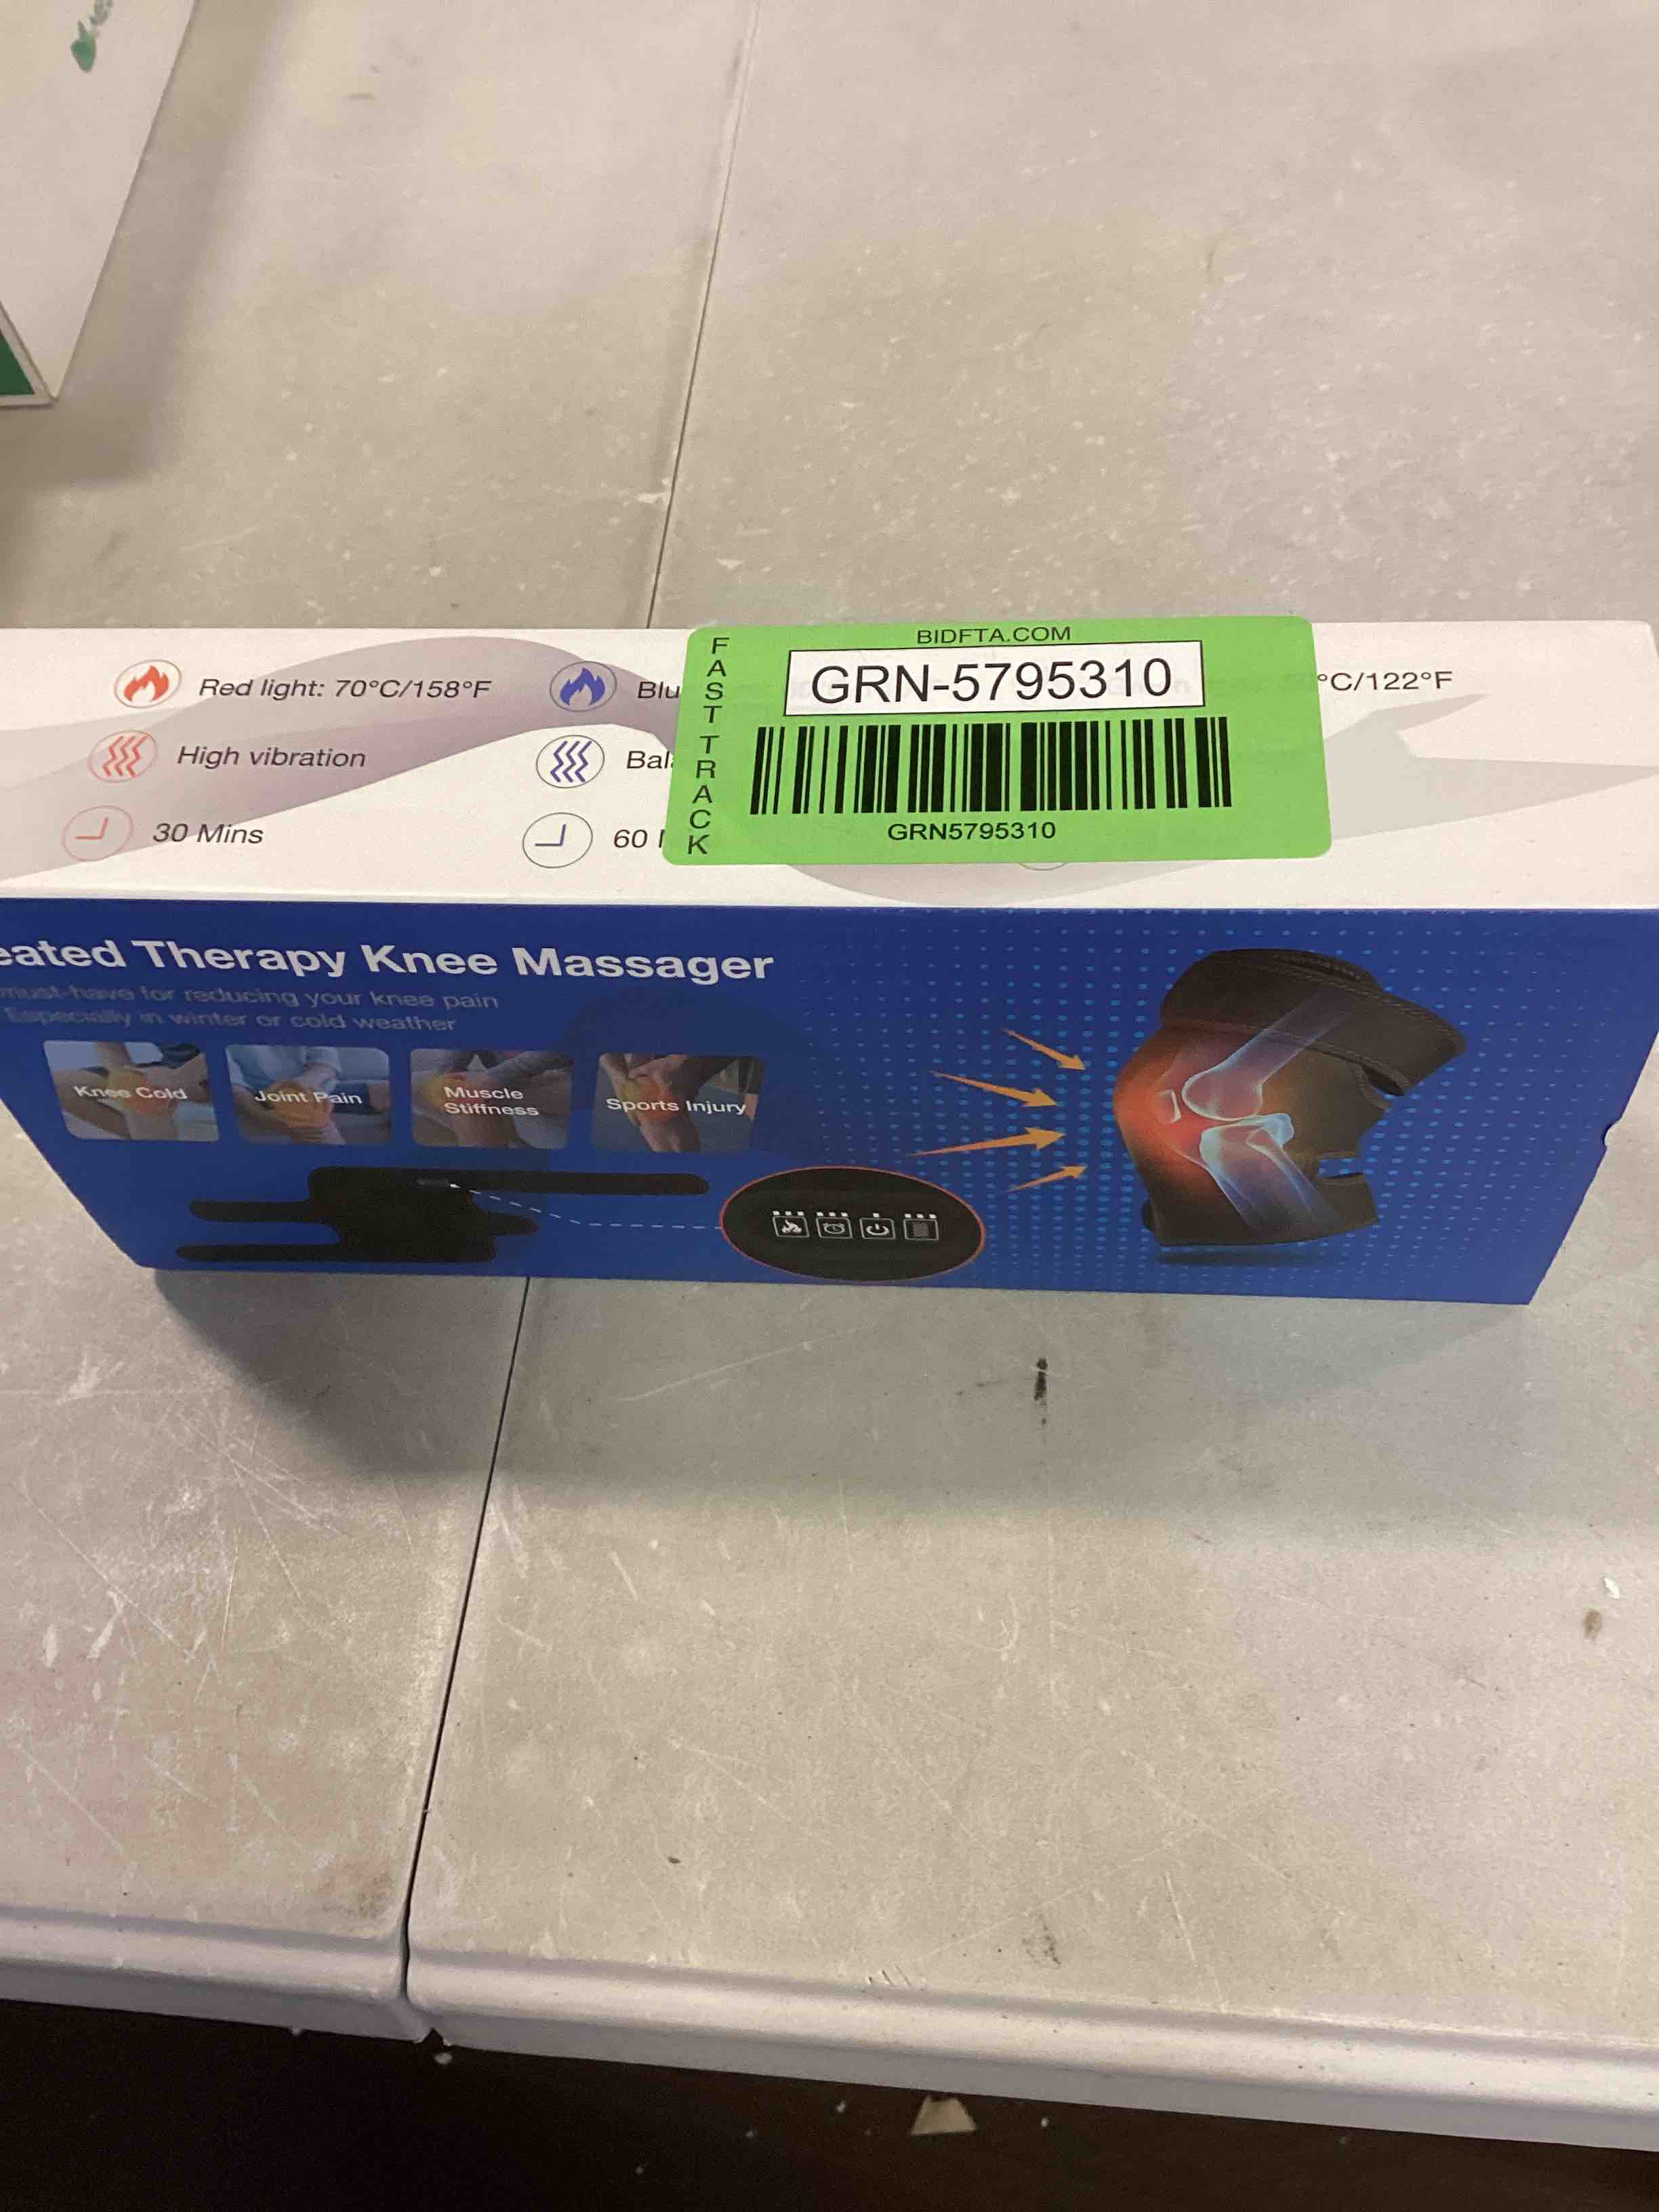 BIDFTA.COM
FAST TRACK
GRN-5795310
GRN5795310
Red light: 70°C/158°F
Blu
°C/122°F
High vibration
Bal
30 Mins
60
eated Therapy Knee Massager
must-have for reducing your knee pain
Especially in winter or cold weather
Knee Cold
Joint Pain
Muscle
Stiffness
Sports Injury